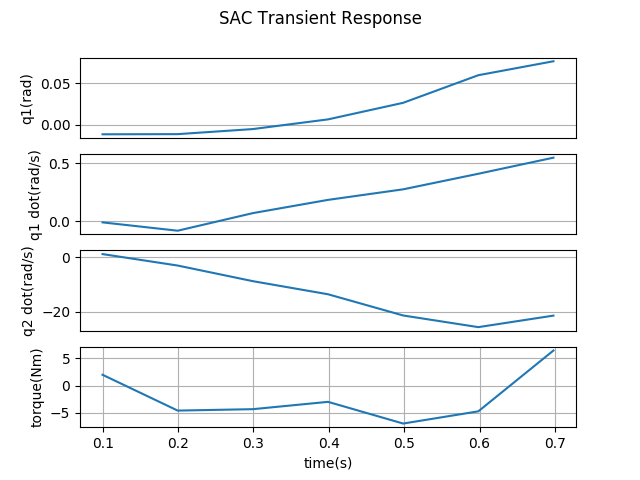 SAC Transient Response
q1(rad)
0.05
0.00
q1 dot(rad/s)
0.5
0.0
q2 dot(rad/s)
0
−20
torque(Nm)
5
0
−5
0.1 0.2 0.3 0.4 0.5 0.6 0.7
time(s)